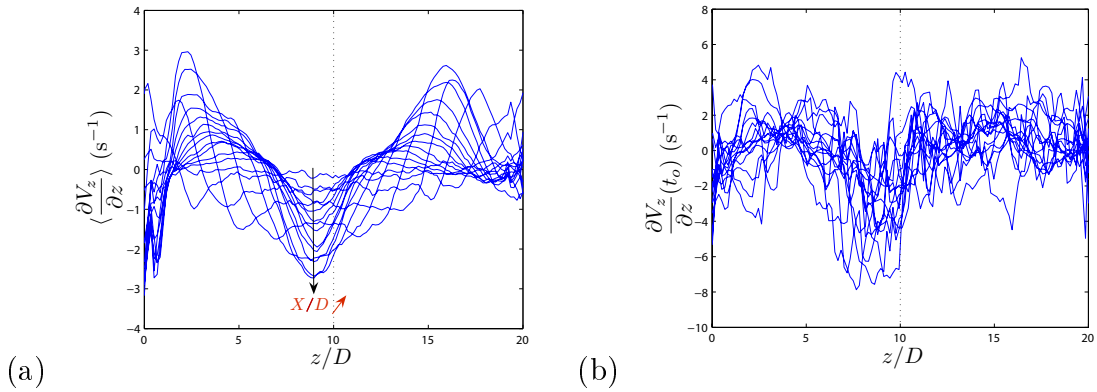 4
3
2
1
0
−1
−2
−3
−4
0 5 10 15 20
⟨∂V_z/∂z⟩ (s⁻¹)
z/D
X/D ↗
(a)
8
6
4
2
0
−2
−4
−6
−8
−10
0 5 10 15 20
∂V_z/∂z(t_o) (s⁻¹)
z/D
(b)